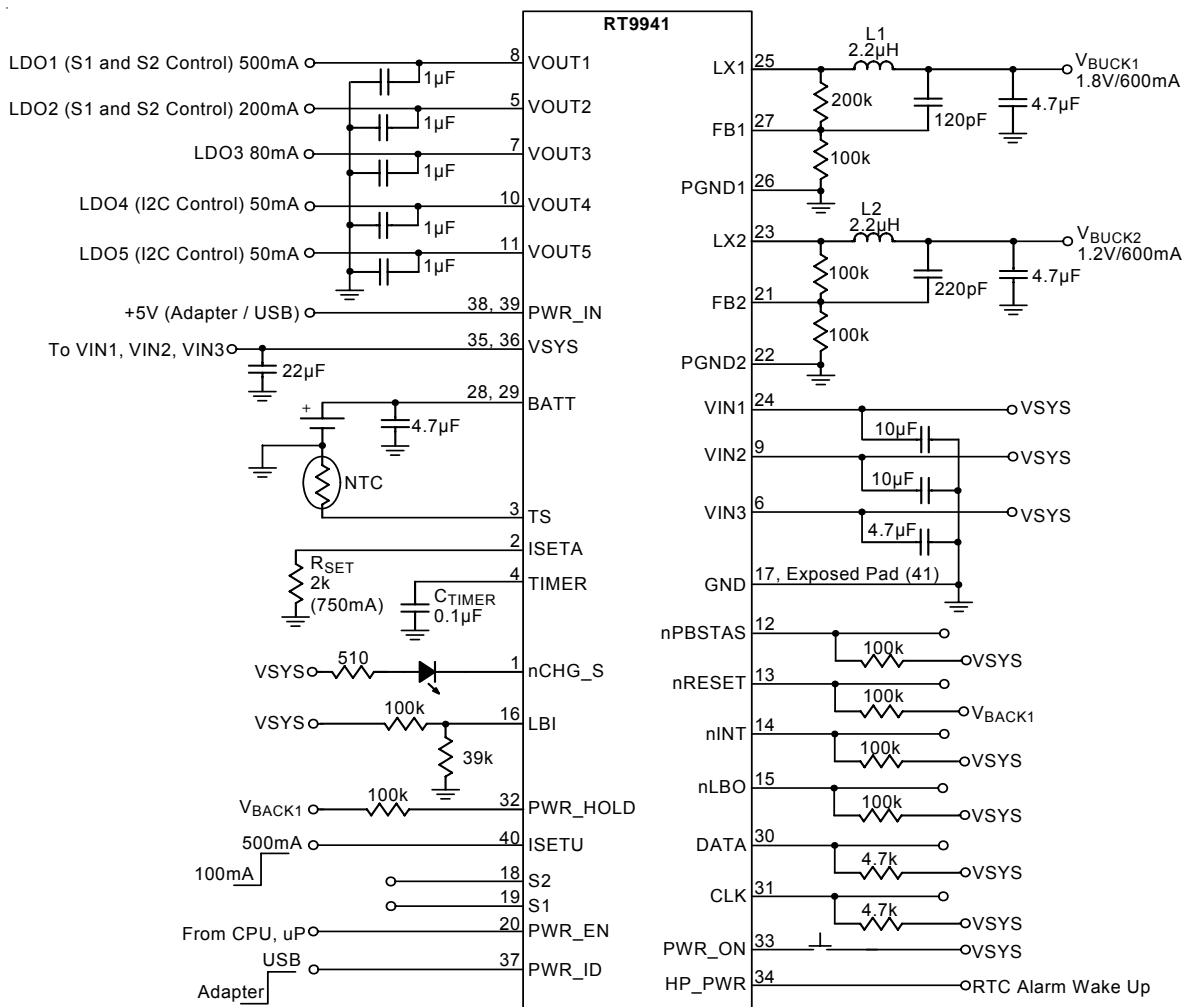 RT9941
LDO1 (S1 and S2 Control) 500mA
8
VOUT1
1µF
LDO2 (S1 and S2 Control) 200mA
5
VOUT2
1µF
LDO3 80mA
7
VOUT3
1µF
LDO4 (I2C Control) 50mA
10
VOUT4
1µF
LDO5 (I2C Control) 50mA
11
VOUT5
1µF
+5V (Adapter / USB)
38, 39
PWR_IN
To VIN1, VIN2, VIN3
35, 36
VSYS
22µF
28, 29
BATT
+
4.7µF
NTC
3
TS
2
ISETA
RSET
2k
(750mA)
4
TIMER
CTIMER
0.1µF
VSYS
510
1
nCHG_S
VSYS
100k
16
LBI
39k
VBACK1
100k
32
PWR_HOLD
500mA
100mA
40
ISETU
18
S2
19
S1
From CPU, uP
20
PWR_EN
USB
Adapter
37
PWR_ID
LX1
25
L1
2.2µH
VBUCK1
1.8V/600mA
200k
120pF
4.7µF
FB1
27
100k
PGND1
26
LX2
23
L2
2.2µH
VBUCK2
1.2V/600mA
100k
220pF
4.7µF
FB2
21
100k
PGND2
22
VIN1
24
VSYS
10µF
VIN2
9
VSYS
10µF
VIN3
6
VSYS
4.7µF
GND
17, Exposed Pad (41)
nPBSTAS
12
100k
VSYS
nRESET
13
100k
VBACK1
nINT
14
100k
VSYS
nLBO
15
100k
VSYS
DATA
30
4.7k
VSYS
CLK
31
4.7k
VSYS
PWR_ON
33
VSYS
HP_PWR
34
RTC Alarm Wake Up